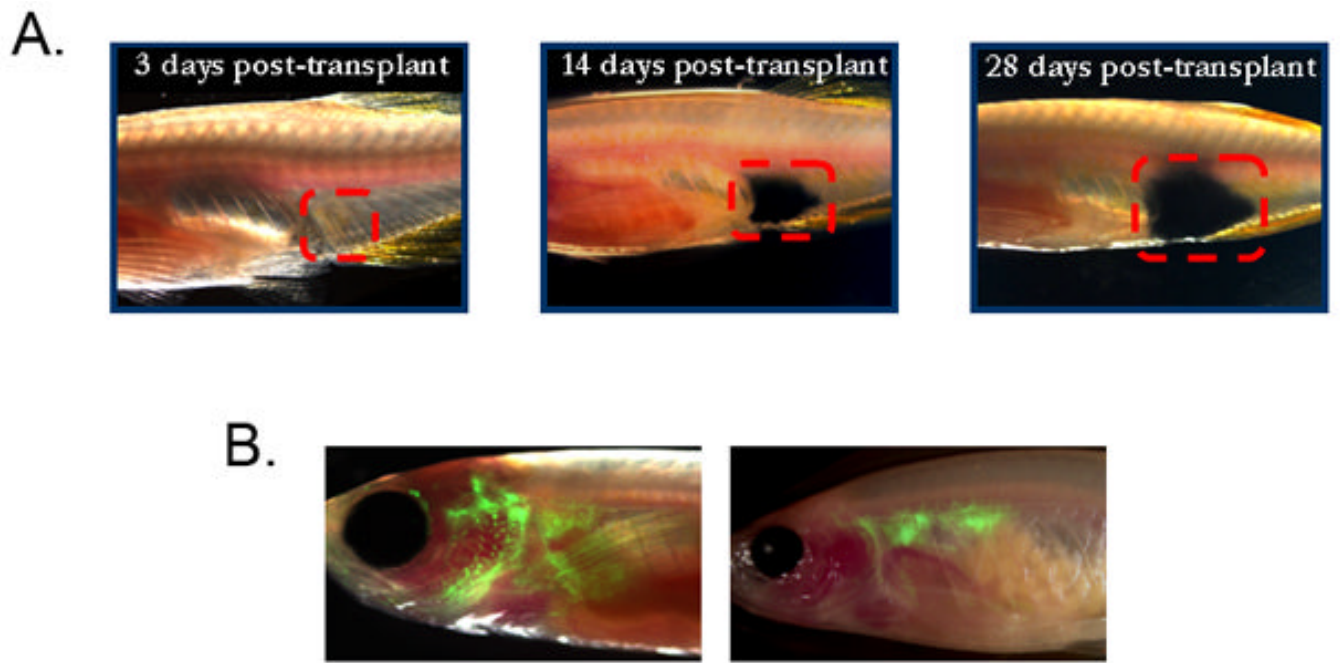 A.
3 days post-transplant
14 days post-transplant
28 days post-transplant
B.